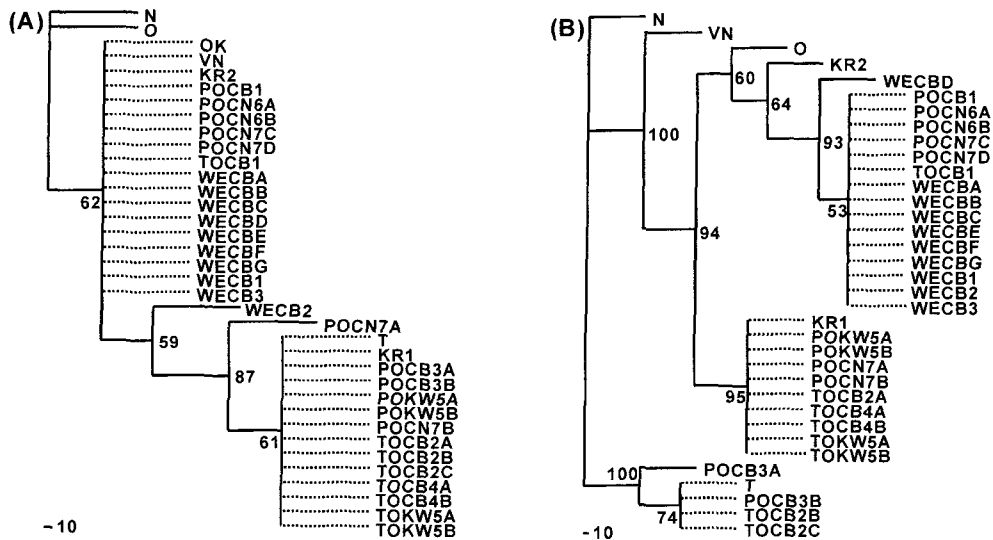 (A)
N
O
OK
VN
KR2
POCB1
POCN6A
POCN6B
POCN7C
POCN7D
TOCB1
WECBA
WECBB
WECBC
WECBD
WECBE
WECBF
WECBG
WECB1
WECB3
62
WECB2
59
POCN7A
87
T
KR1
POCB3A
POCB3B
POKW5A
POKW5B
POCN7B
TOCB2A
TOCB2B
TOCB2C
TOCB4A
TOCB4B
TOKW5A
TOKW5B
61
-10
(B)
N
VN
100
O
60
KR2
64
WECBD
93
POCB1
POCN6A
POCN6B
POCN7C
POCN7D
TOCB1
WECBA
WECBB
WECBC
WECBE
WECBF
WECBG
WECB1
WECB2
WECB3
53
94
KR1
POKW5A
POKW5B
POCN7A
POCN7B
TOCB2A
TOCB4A
TOCB4B
TOKW5A
TOKW5B
95
100
POCB3A
T
POCB3B
TOCB2B
TOCB2C
74
-10